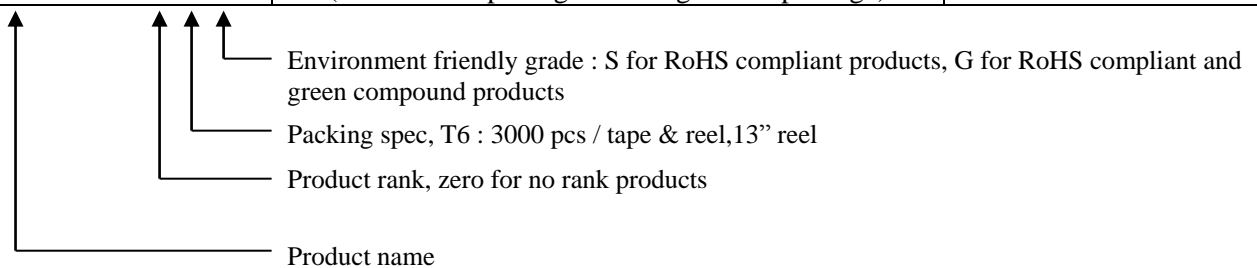 Environment friendly grade : S for RoHS compliant products, G for RoHS compliant and
green compound products
Packing spec, T6 : 3000 pcs / tape & reel,13” reel
Product rank, zero for no rank products
Product name